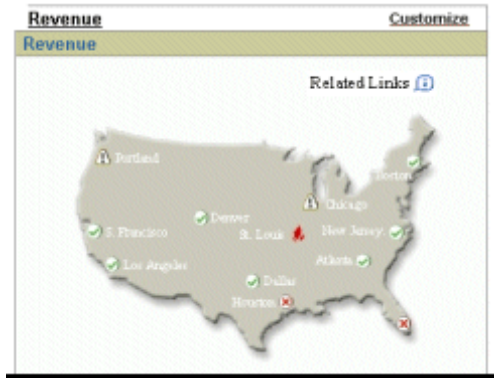 Revenue
Customize
Revenue
Related Links
Portland
Boston
Chicago
Denver
S. Francisco
St. Louis
New Jersey
Los Angeles
Atlanta
Dallas
Houston